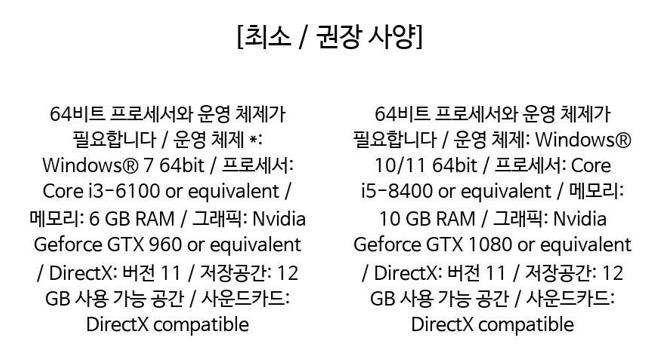 [최소 / 권장 사양]
64비트 프로세서와 운영 체제가
필요합니다 / 운영 체제 *:
Windows® 7 64bit / 프로세서:
Core i3-6100 or equivalent /
메모리: 6 GB RAM / 그래픽: Nvidia
Geforce GTX 960 or equivalent
/ DirectX: 버전 11 / 저장공간: 12
GB 사용 가능 공간 / 사운드카드:
DirectX compatible
64비트 프로세서와 운영 체제가
필요합니다 / 운영 체제: Windows®
10/11 64bit / 프로세서: Core
i5-8400 or equivalent / 메모리:
10 GB RAM / 그래픽: Nvidia
Geforce GTX 1080 or equivalent
/ DirectX: 버전 11 / 저장공간: 12
GB 사용 가능 공간 / 사운드카드:
DirectX compatible